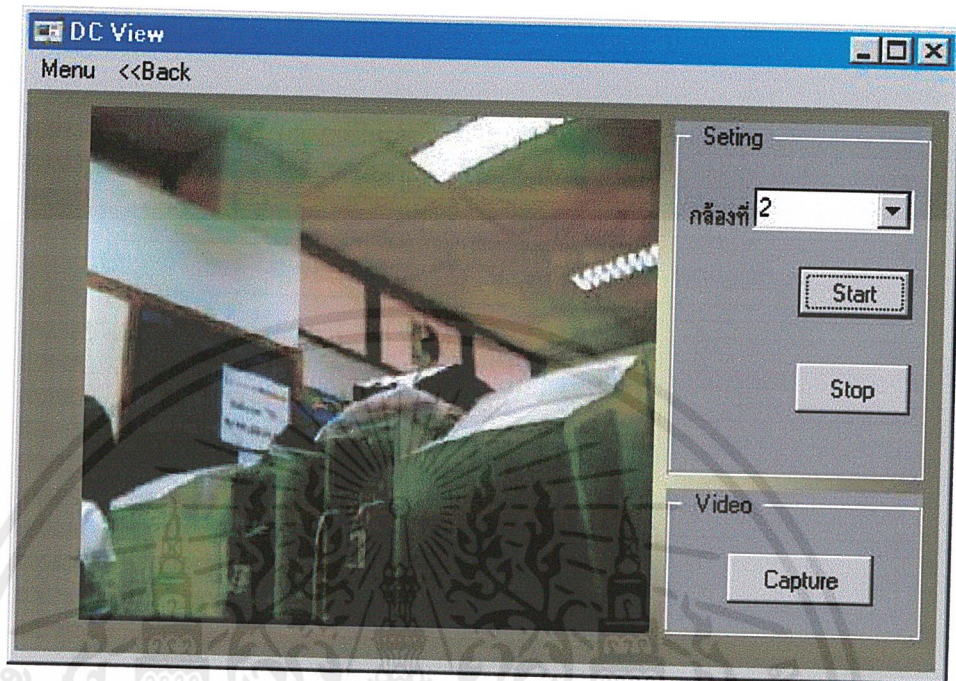 DC View
Menu <<Back
Seting
กล้องที่ 2
Start
Stop
Video
Capture